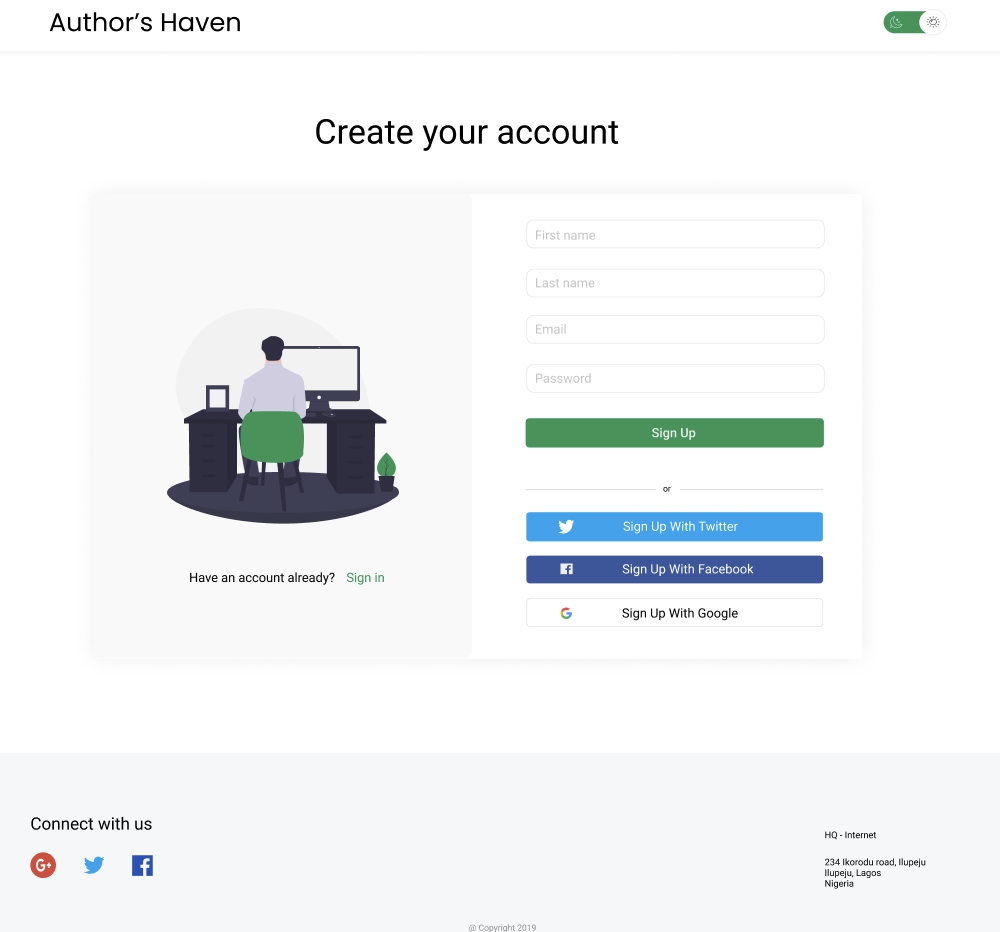 Author’s Haven
Create your account
First name
Last name
Email
Password
Sign Up
or
Sign Up With Twitter
Sign Up With Facebook
Sign Up With Google
Have an account already? Sign in
Connect with us
G+
HQ - Internet
234 Ikorodu road, Ilupeju
Ilupeju, Lagos
Nigeria
@ Copyright 2019